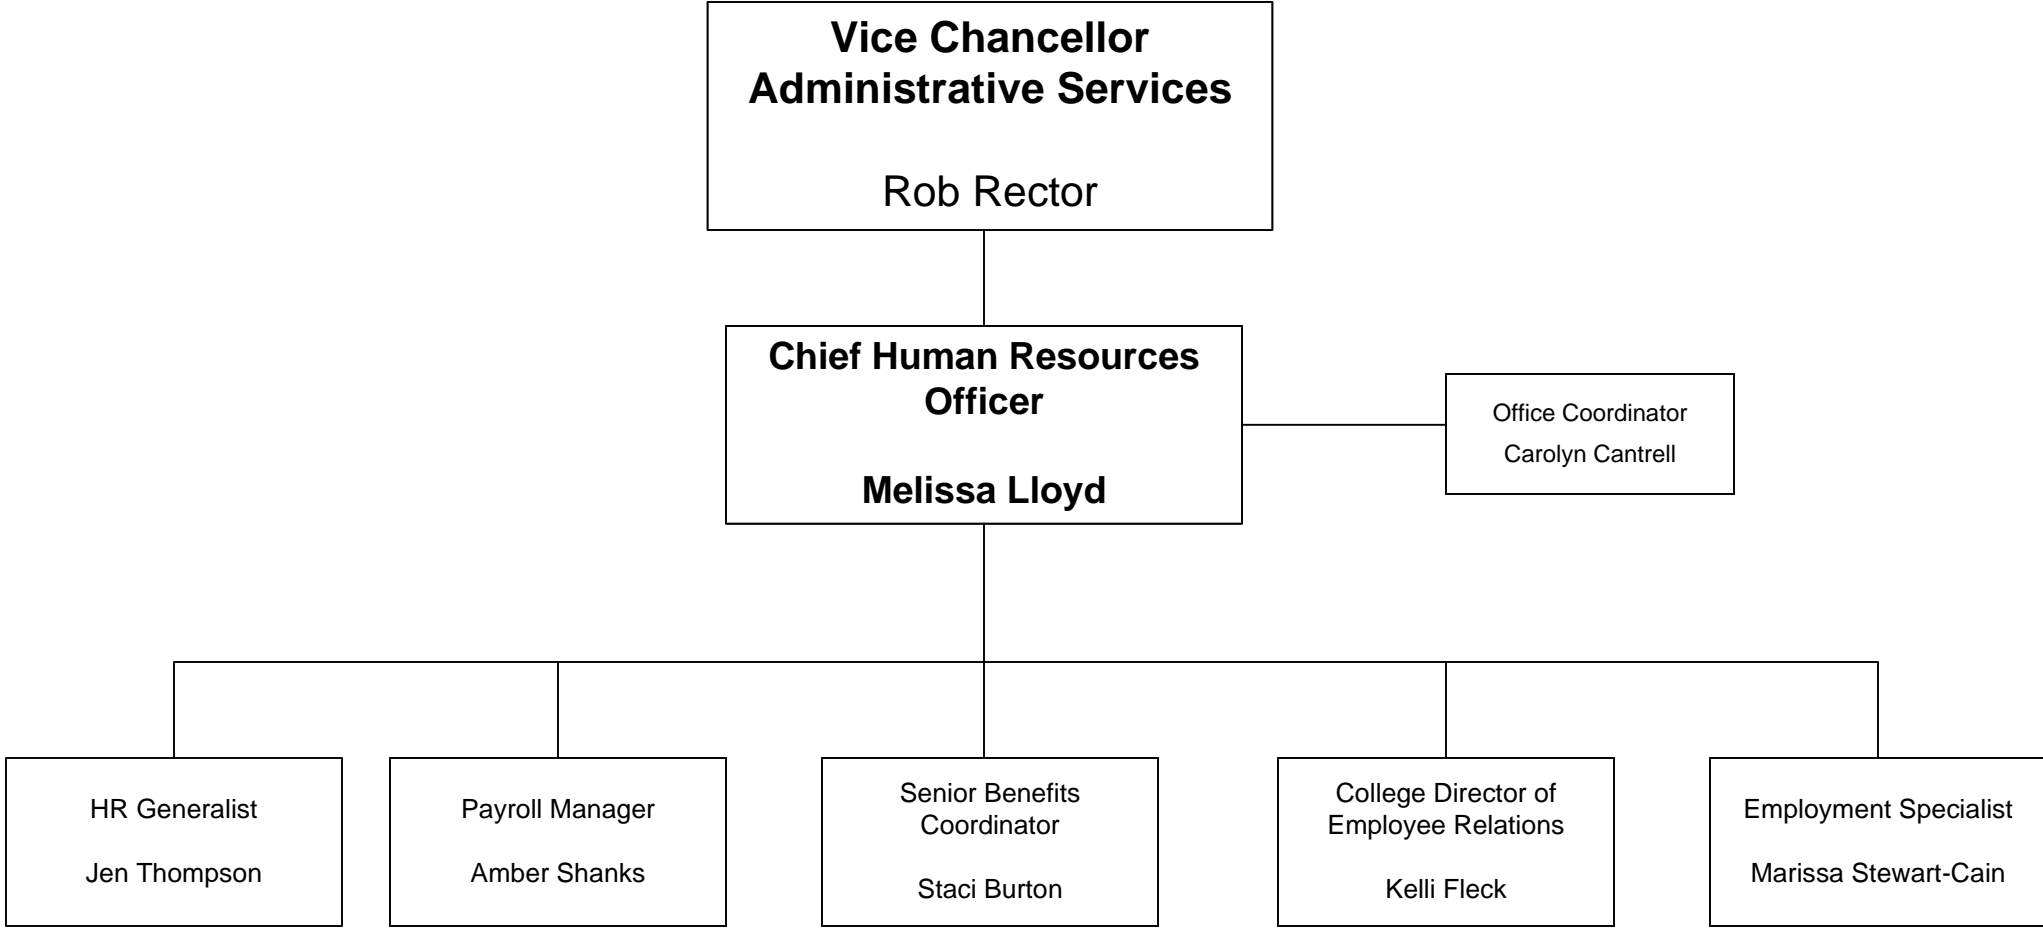 Vice Chancellor
Administrative Services
Rob Rector
Chief Human Resources
Officer
Melissa Lloyd
Office Coordinator
Carolyn Cantrell
HR Generalist
Jen Thompson
Payroll Manager
Amber Shanks
Senior Benefits
Coordinator
Staci Burton
College Director of
Employee Relations
Kelli Fleck
Employment Specialist
Marissa Stewart-Cain